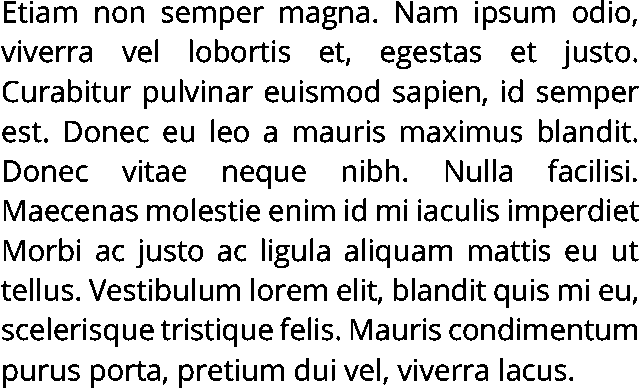 Etiam non semper magna. Nam ipsum odio,
viverra vel lobortis et, egestas et justo.
Curabitur pulvinar euismod sapien, id semper
est. Donec eu leo a mauris maximus blandit.
Donec vitae neque nibh. Nulla facilisi.
Maecenas molestie enim id mi iaculis imperdiet
Morbi ac justo ac ligula aliquam mattis eu ut
tellus. Vestibulum lorem elit, blandit quis mi eu,
scelerisque tristique felis. Mauris condimentum
purus porta, pretium dui vel, viverra lacus.